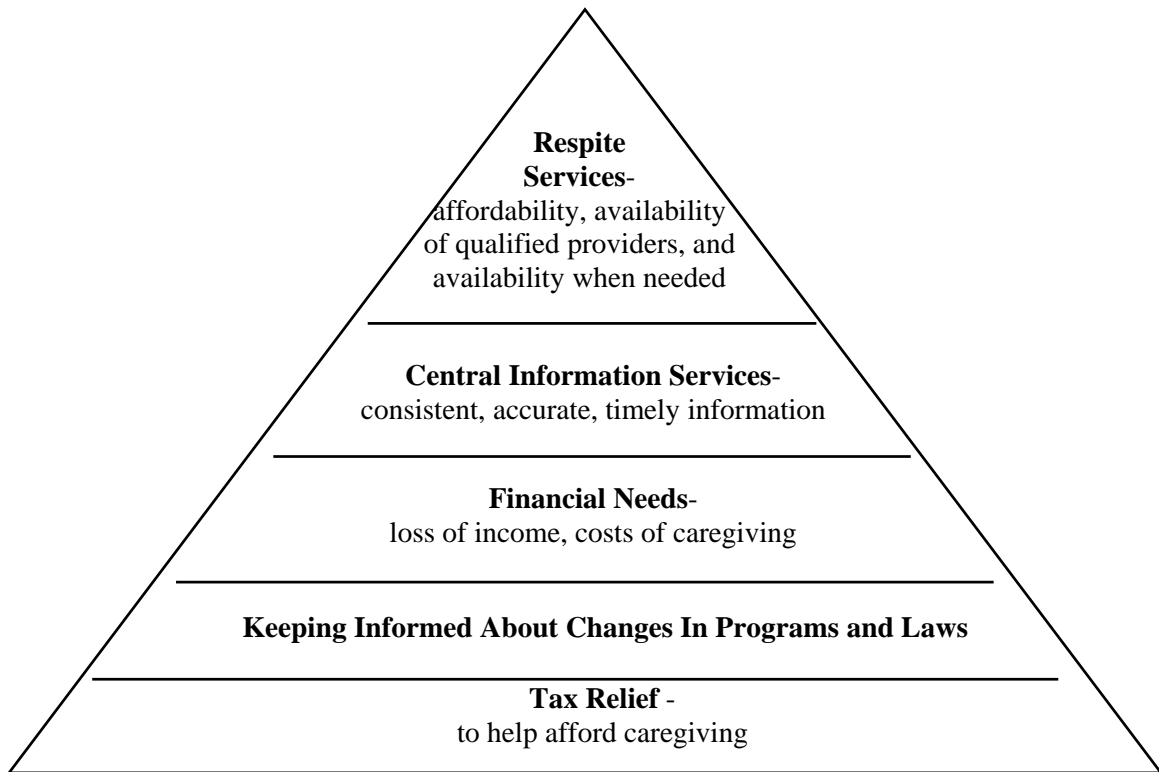 Respite
Services-
affordability, availability
of qualified providers, and
availability when needed
Central Information Services-
consistent, accurate, timely information
Financial Needs-
loss of income, costs of caregiving
Keeping Informed About Changes In Programs and Laws
Tax Relief -
to help afford caregiving